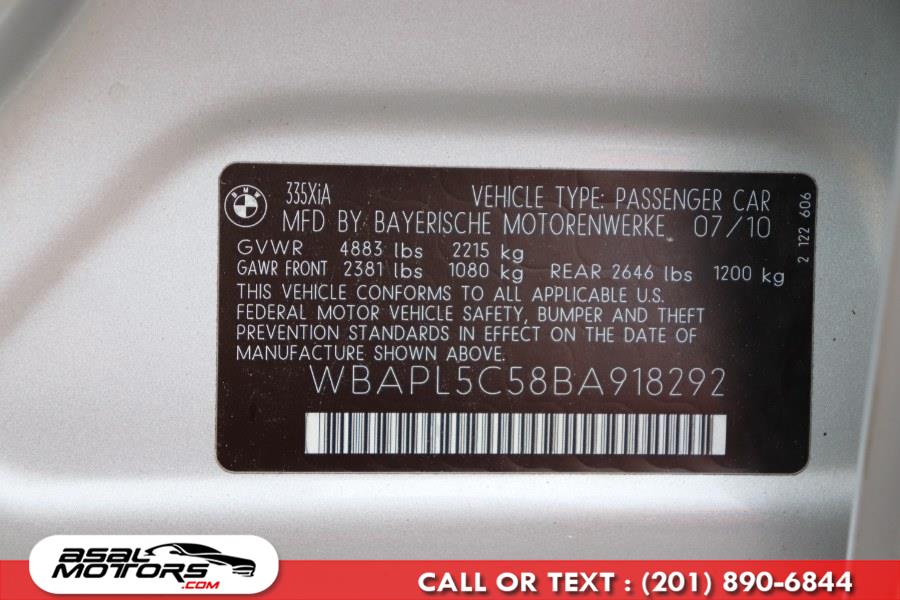 BMW
335XiA
VEHICLE TYPE: PASSENGER CAR
MFD BY BAYERISCHE MOTORENWERKE 07/10
GVWR 4883 lbs 2215 kg
GAWR FRONT 2381 lbs 1080 kg REAR 2646 lbs 1200 kg
THIS VEHICLE CONFORMS TO ALL APPLICABLE U.S.
FEDERAL MOTOR VEHICLE SAFETY, BUMPER AND THEFT
PREVENTION STANDARDS IN EFFECT ON THE DATE OF
MANUFACTURE SHOWN ABOVE.
WBAPL5C58BA918292
2 122 606
ASAL
MOTORS
.COM
CALL OR TEXT : (201) 890-6844